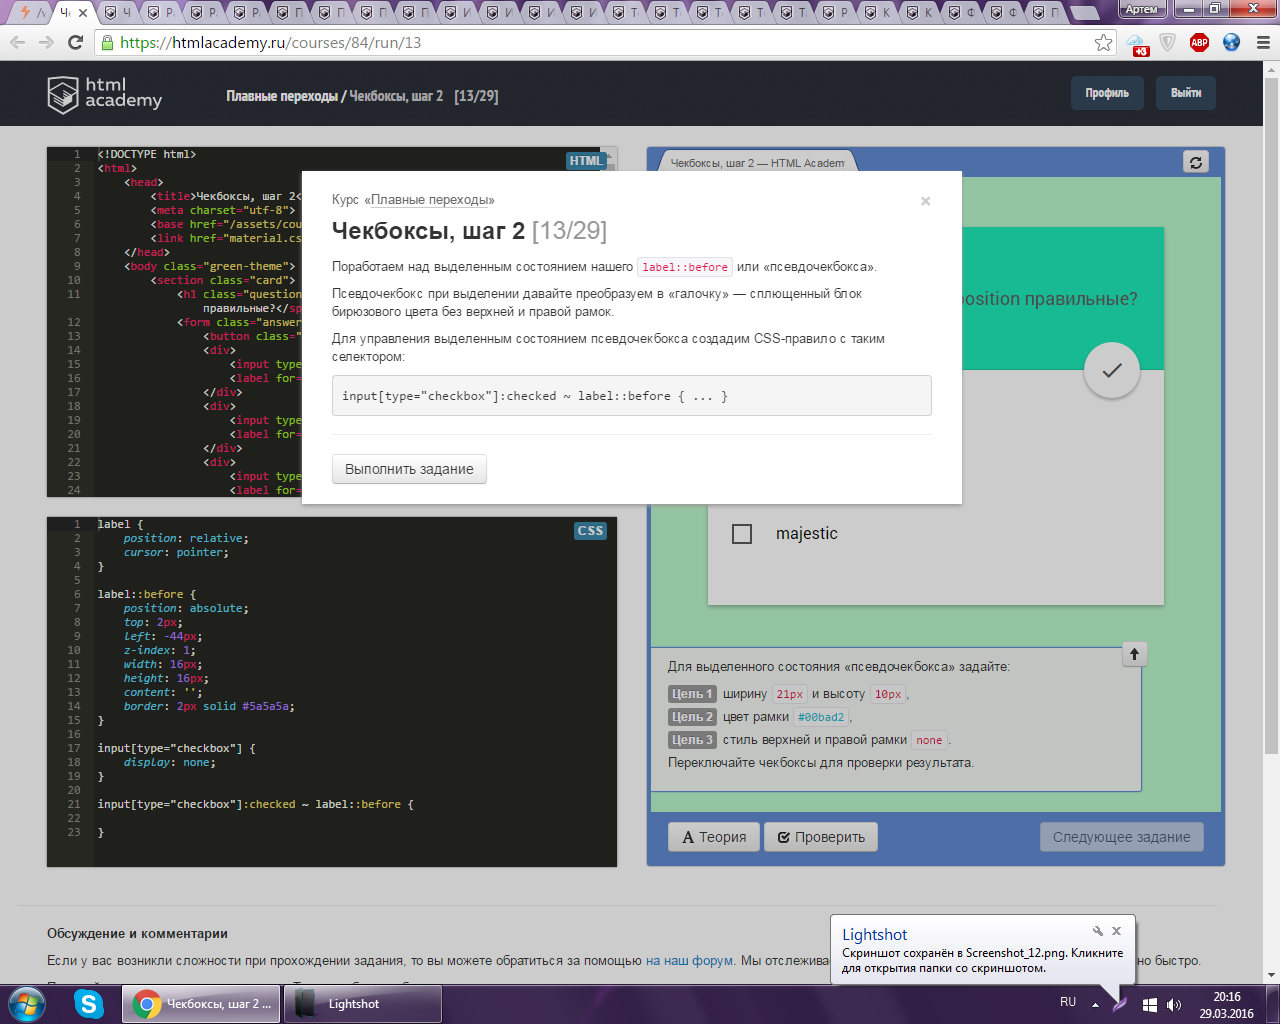 Артем
https://htmlacademy.ru/courses/84/run/13
+3
ABP
html
academy
Плавные переходы / Чекбоксы, шаг 2 [13/29]
Профиль
Выйти
HTML
1 <!DOCTYPE html>
2 <html>
3 <head>
4 <title>Чекбоксы, шаг 2<
5 <meta charset="utf-8">
6 <base href="/assets/cou
7 <link href="material.cs
8 </head>
9 <body class="green-theme">
10 <section class="card">
11 <h1 class="question
правильные?</sp
12 <form class="answer
13 <button class="
14 <div>
15 <input type
16 <label for=
17 </div>
18 <div>
19 <input type
20 <label for=
21 </div>
22 <div>
23 <input type
24 <label for=
Чекбоксы, шаг 2 — HTML Academy
position правильные?
Курс «Плавные переходы»
×
Чекбоксы, шаг 2 [13/29]
Поработаем над выделенным состоянием нашего label::before или «псевдочекбокса».
Псевдочекбокс при выделении давайте преобразуем в «галочку» — сплющенный блок
бирюзового цвета без верхней и правой рамок.
Для управления выделенным состоянием псевдочекбокса создадим CSS-правило с таким
селектором:
input[type="checkbox"]:checked ~ label::before { ... }
Выполнить задание
majestic
CSS
1 label {
2 position: relative;
3 cursor: pointer;
4 }
5
6 label::before {
7 position: absolute;
8 top: 2px;
9 left: -44px;
10 z-index: 1;
11 width: 16px;
12 height: 16px;
13 content: '';
14 border: 2px solid #5a5a5a;
15 }
16
17 input[type="checkbox"] {
18 display: none;
19 }
20
21 input[type="checkbox"]:checked ~ label::before {
22
23 }
Для выделенного состояния «псевдочекбокса» задайте:
Цель 1 ширину 21px и высоту 10px,
Цель 2 цвет рамки #00bad2,
Цель 3 стиль верхней и правой рамки none.
Переключайте чекбоксы для проверки результата.
Теория
Проверить
Следующее задание
Обсуждение и комментарии
Если у вас возникли сложности при прохождении задания, то вы можете обратиться за помощью на наш форум. Мы отслежива
но быстро.
Lightshot
Скриншот сохранён в Screenshot_12.png. Кликните
для открытия папки со скриншотом.
Чекбоксы, шаг 2 ...
Lightshot
RU
20:16
29.03.2016